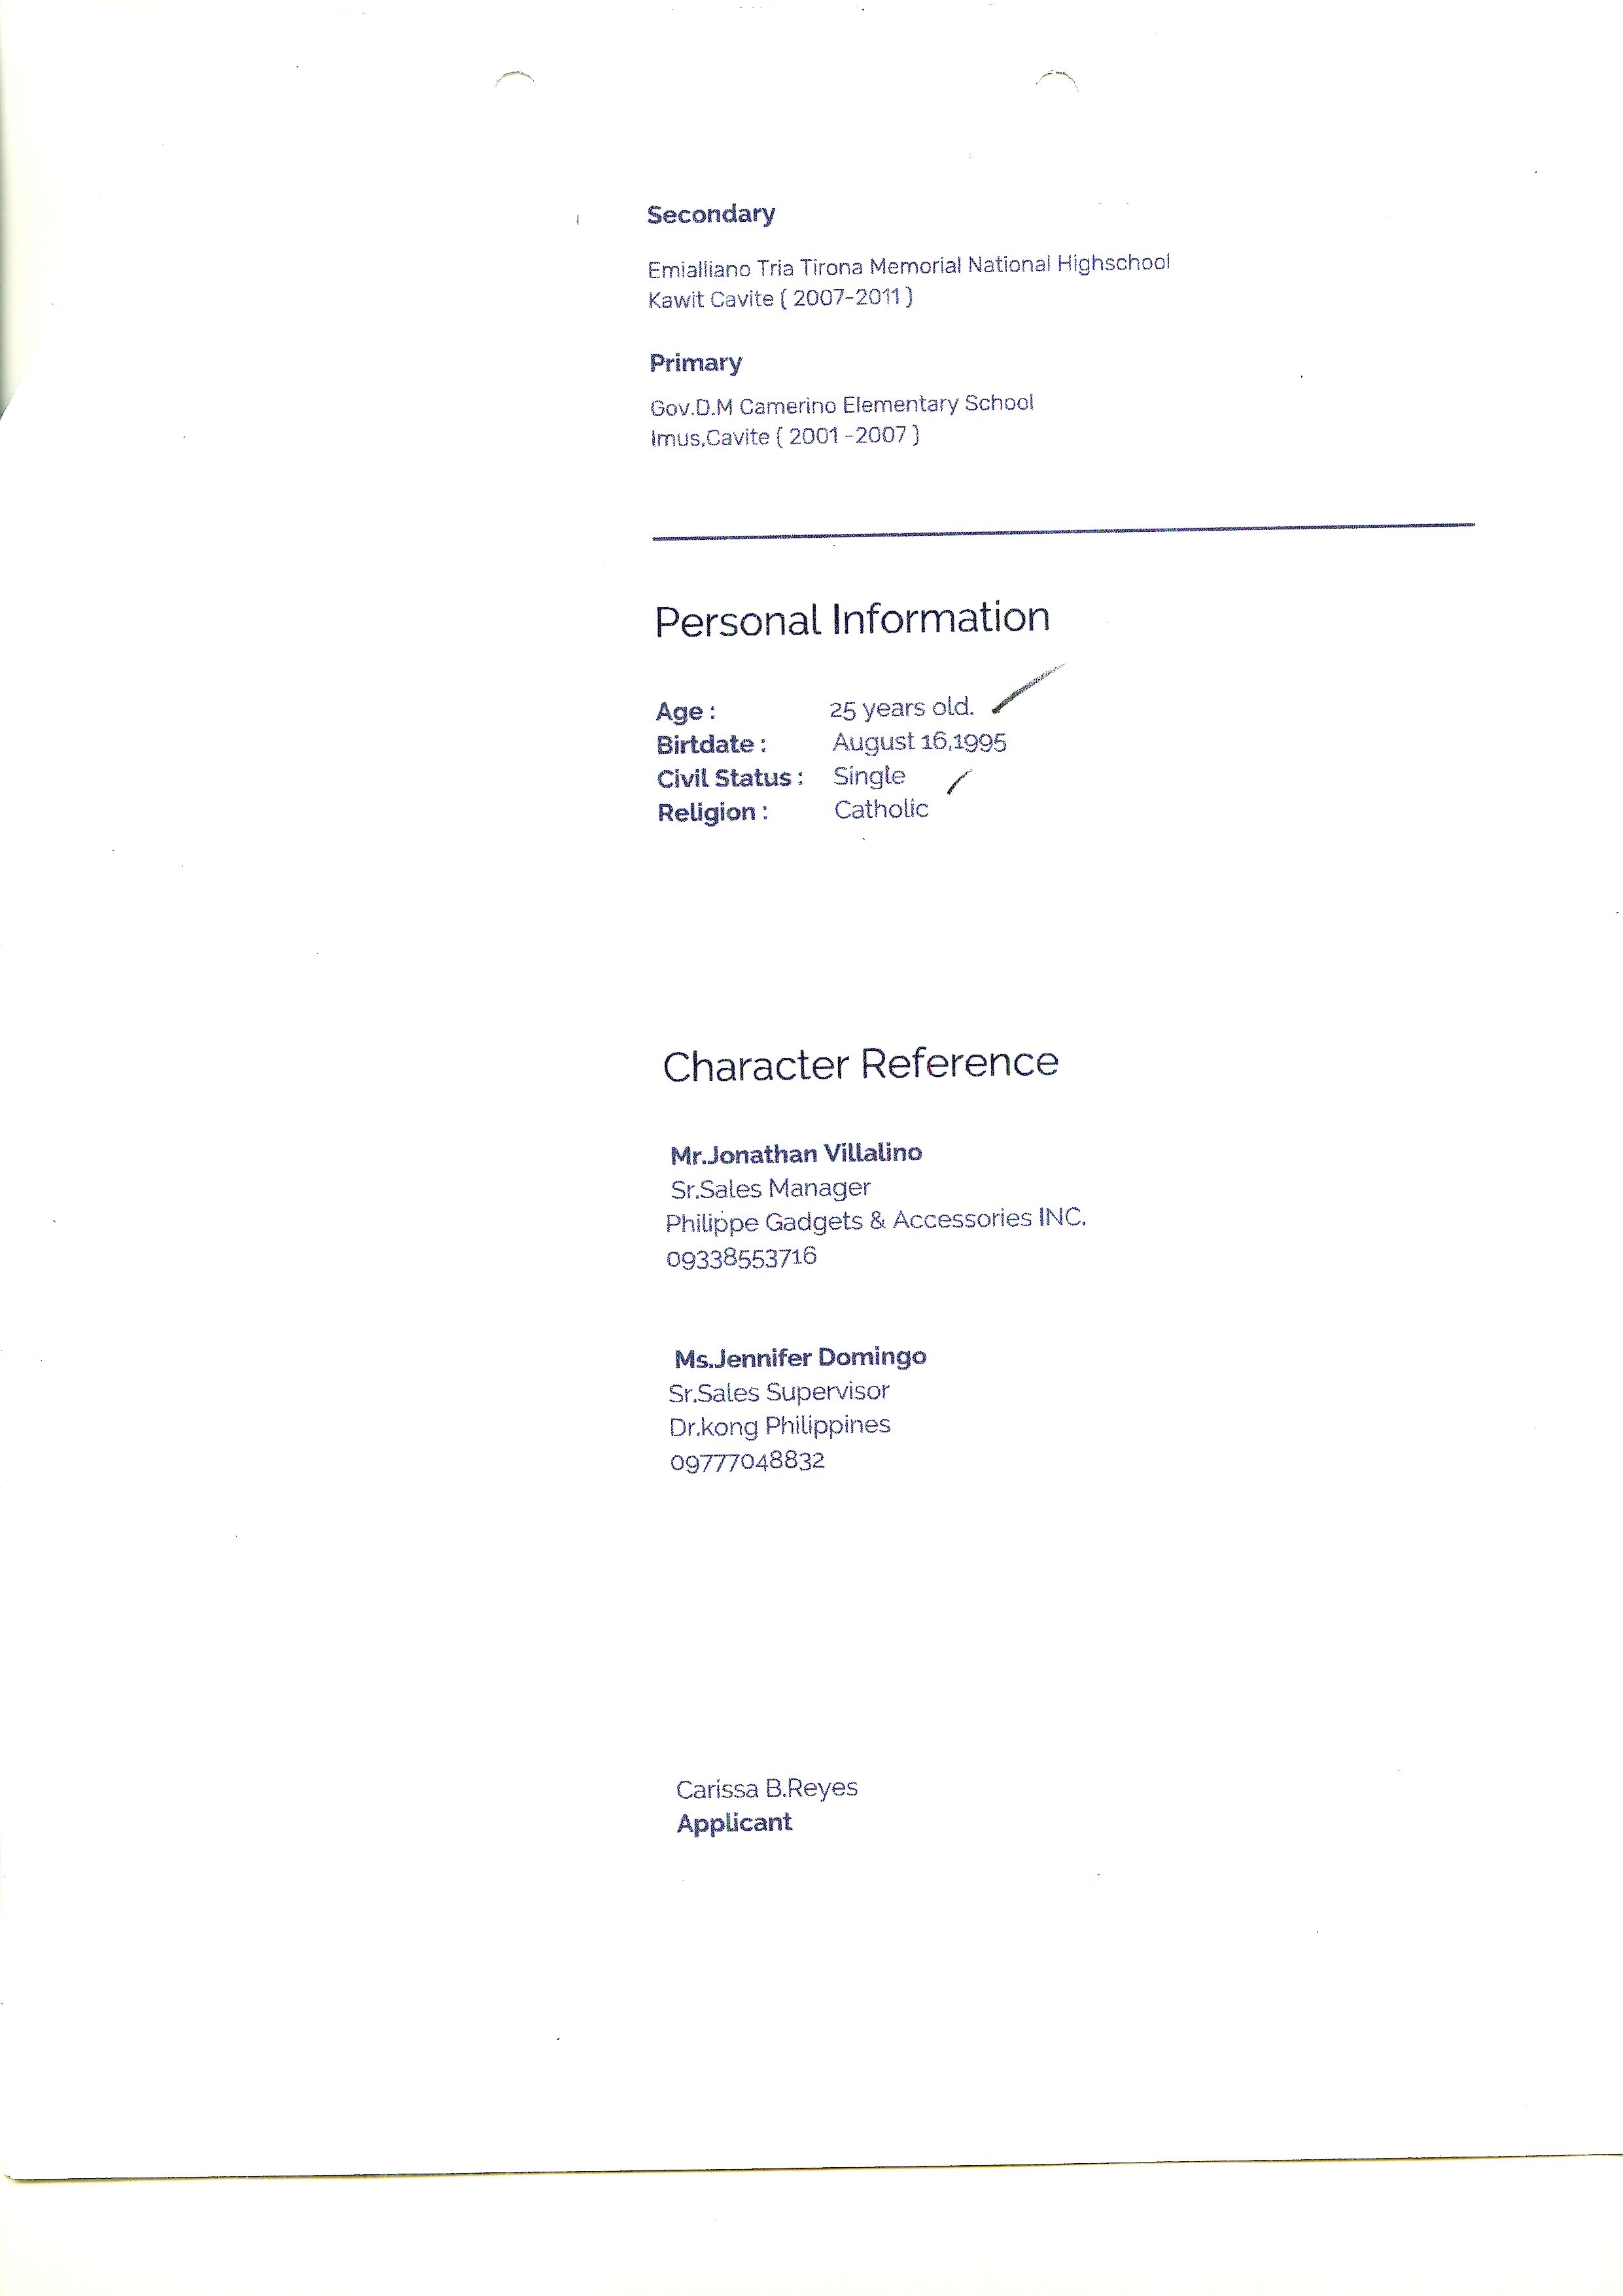 Secondary
Emialliano Tria Tirona Memorial National Highschool
Kawit Cavite ( 2007-2011 )
Primary
Gov.D.M Camerino Elementary School
Imus,Cavite ( 2001 -2007 )
Personal Information
Age : 25 years old.
Birtdate : August 16,1995
Civil Status : Single
Religion : Catholic
Character Reference
Mr.Jonathan Villalino
Sr.Sales Manager
Philippe Gadgets & Accessories INC.
09338553716
Ms.Jennifer Domingo
Sr.Sales Supervisor
Dr.kong Philippines
09777048832
Carissa B.Reyes
Applicant